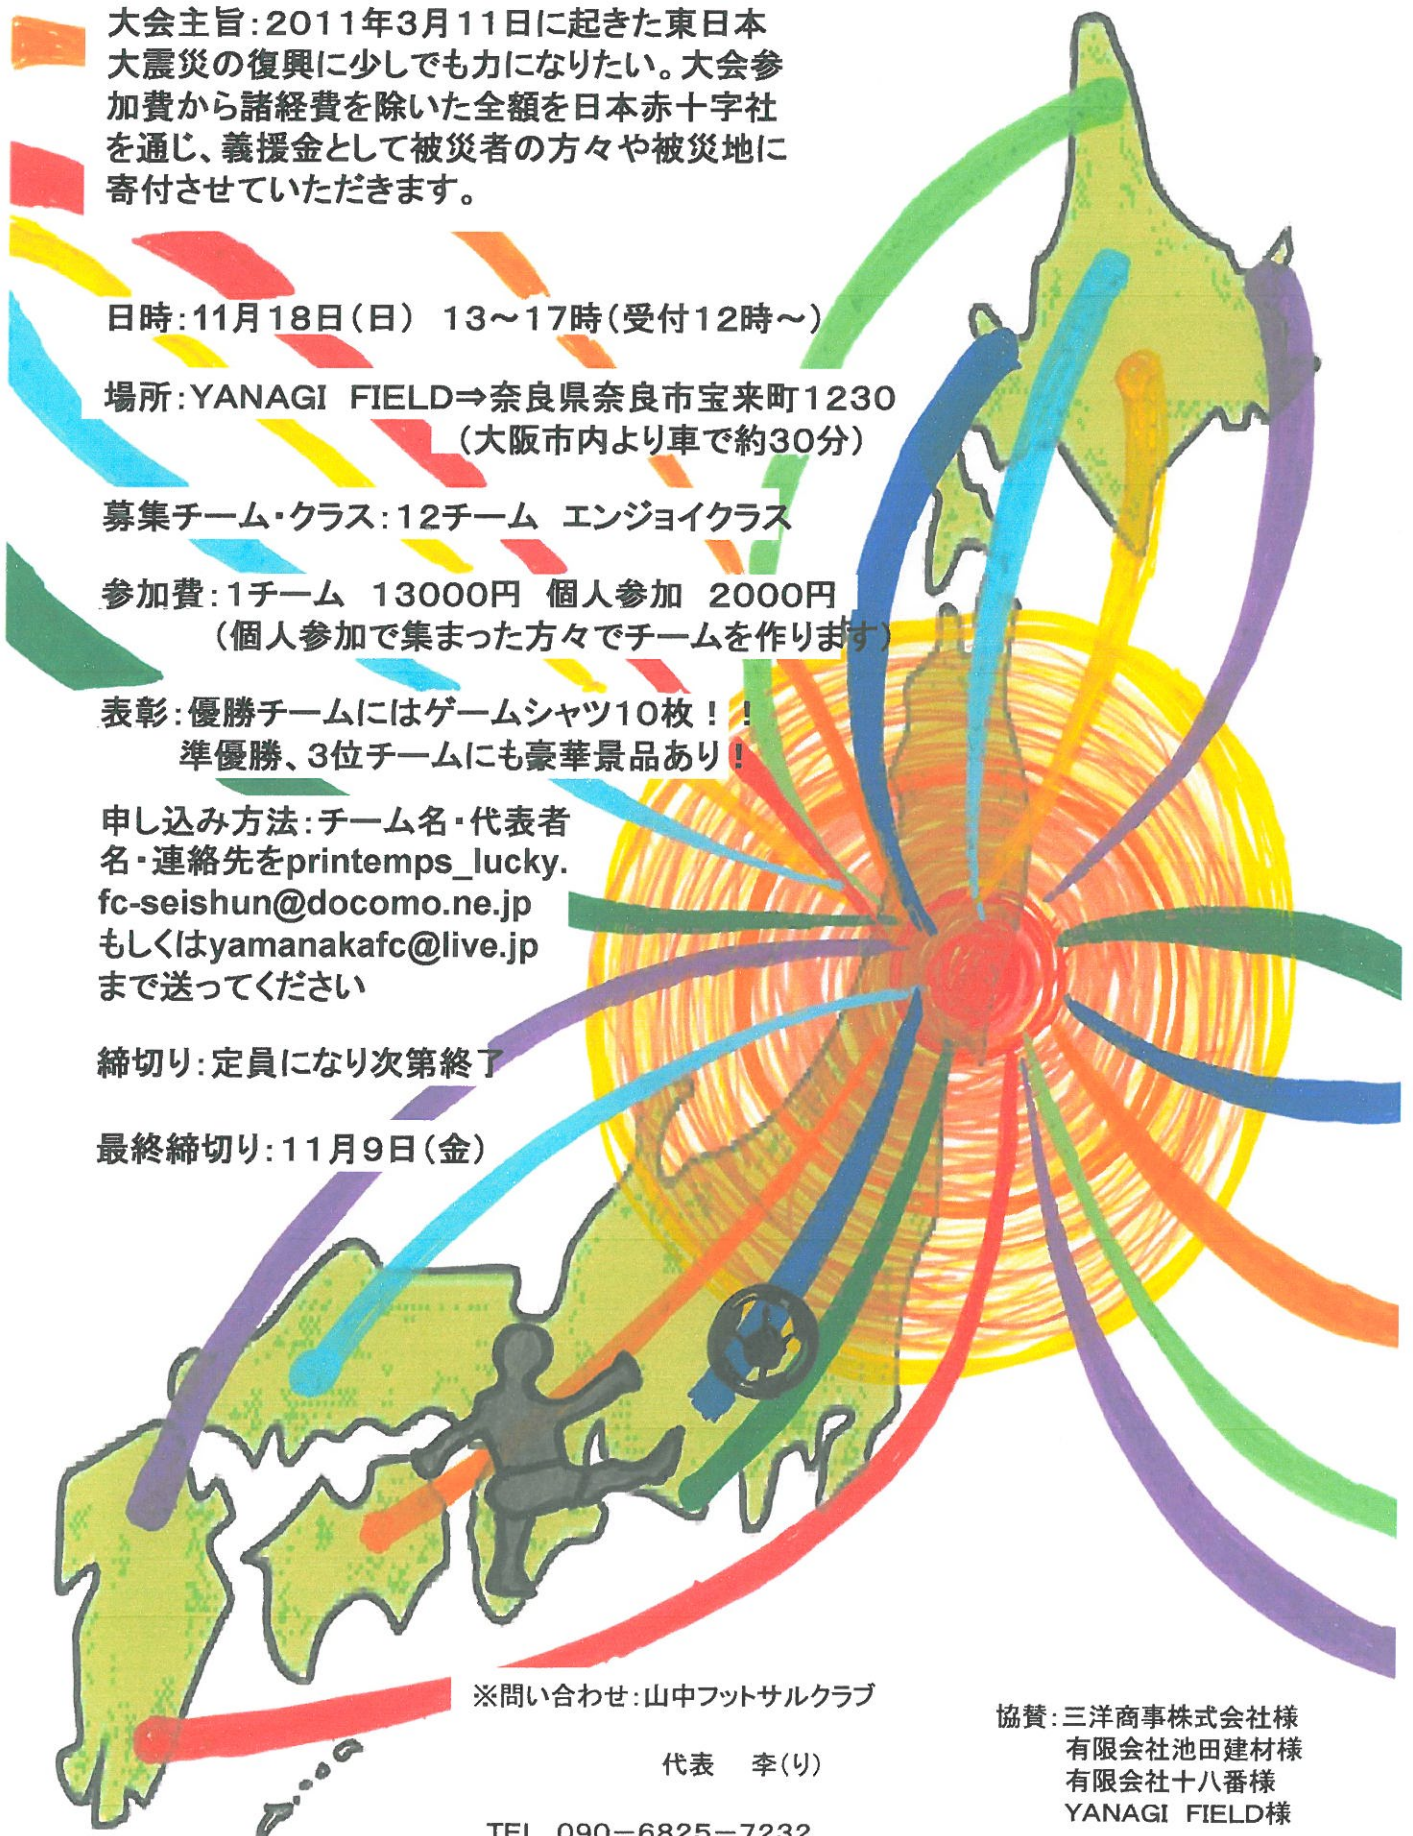 大会主旨:2011年3月11日に起きた東日本
大震災の復興に少しでも力になりたい。大会参
加費から諸経費を除いた全額を日本赤十字社
を通じ、義援金として被災者の方々や被災地に
寄付させていただきます。
日時:11月18日(日) 13~17時(受付12時~)
場所:YANAGI FIELD⇒奈良県奈良市宝来町1230
(大阪市内より車で約30分)
募集チーム・クラス:12チーム エンジョイクラス
参加費:1チーム 13000円 個人参加 2000円
(個人参加で集まった方々でチームを作ります)
表彰:優勝チームにはゲームシャツ10枚!!
準優勝、3位チームにも豪華景品あり!
申し込み方法:チーム名・代表者
名・連絡先をprintemps_lucky.
fc-seishun@docomo.ne.jp
もしくはyamanakafc@live.jp
まで送ってください
締切り:定員になり次第終了
最終締切り:11月9日(金)
※問い合わせ:山中フットサルクラブ
代表 李(り)
TEL 090-6825-7232
協賛:三洋商事株式会社様
有限会社池田建材様
有限会社十八番様
YANAGI FIELD様